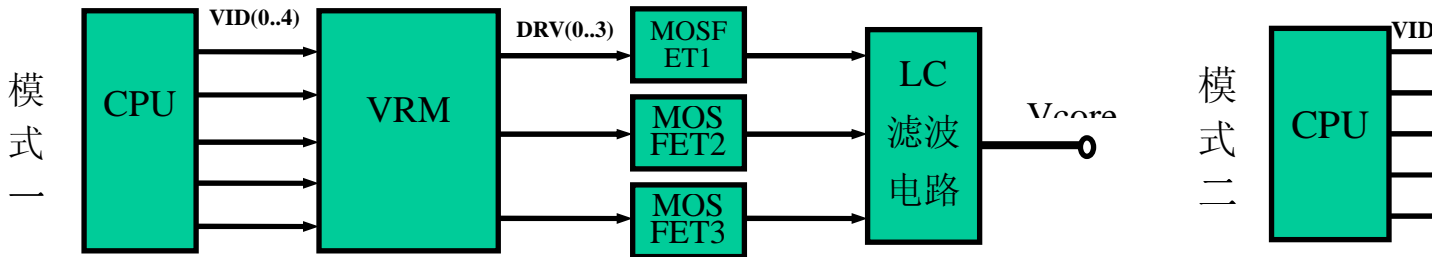 模
式
一
CPU
VID(0..4)
VRM
DRV(0..3)
MOSF
ET1
MOS
FET2
MOS
FET3
LC
滤波
电路
Vcore
模
式
二
CPU
VID